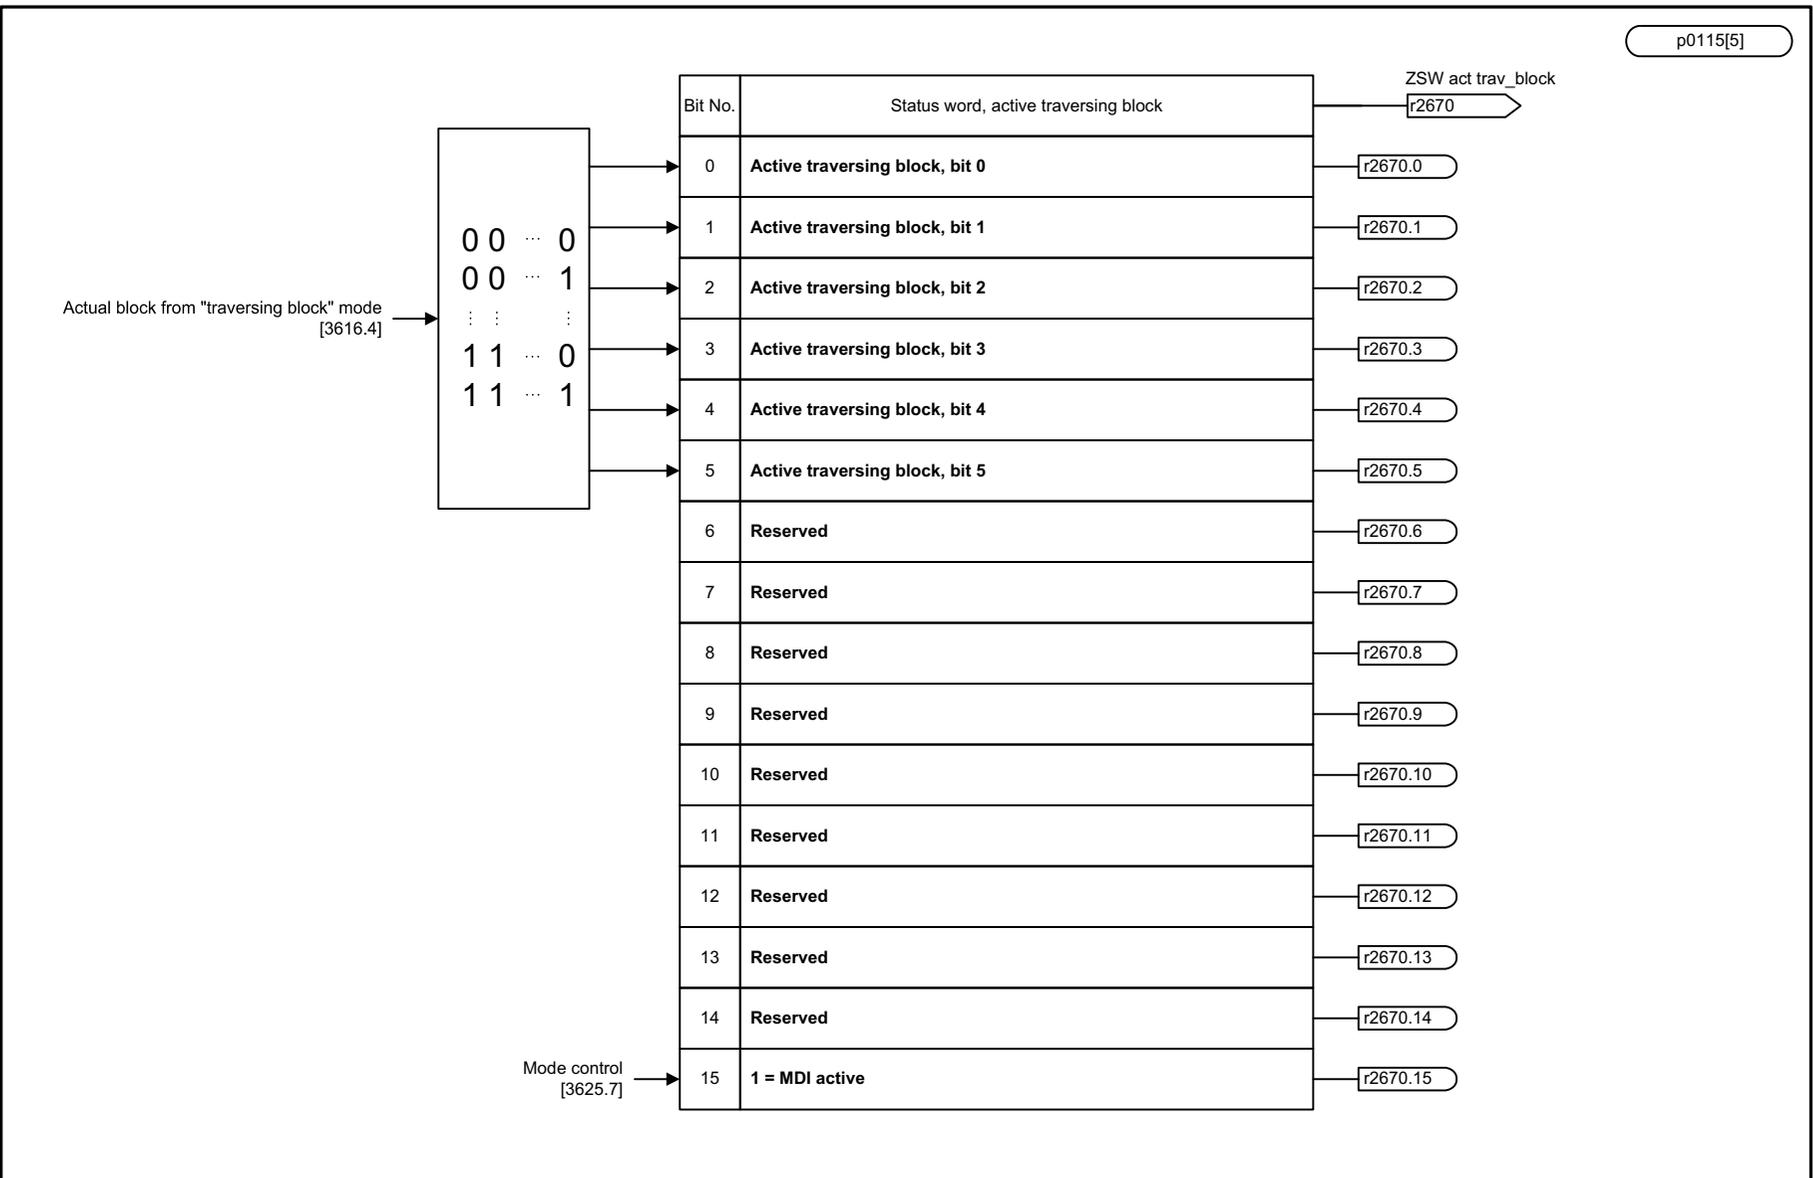 p0115[5]
ZSW act trav_block
Bit No. Status word, active traversing block r2670
0 Active traversing block, bit 0 r2670.0
1 Active traversing block, bit 1 r2670.1
0 0 ... 0
0 0 ... 1
⋮ ⋮ ⋮
1 1 ... 0
1 1 ... 1
2 Active traversing block, bit 2 r2670.2
Actual block from "traversing block" mode
[3616.4]
3 Active traversing block, bit 3 r2670.3
4 Active traversing block, bit 4 r2670.4
5 Active traversing block, bit 5 r2670.5
6 Reserved r2670.6
7 Reserved r2670.7
8 Reserved r2670.8
9 Reserved r2670.9
10 Reserved r2670.10
11 Reserved r2670.11
12 Reserved r2670.12
13 Reserved r2670.13
14 Reserved r2670.14
Mode control
[3625.7]
15 1 = MDI active r2670.15